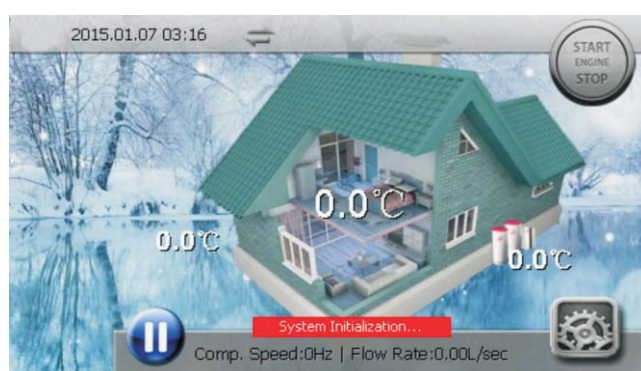 2015.01.07 03:16
START
ENGINE
STOP
0.0°C
0.0°C
0.0°C
System Initialization...
Comp. Speed:0Hz | Flow Rate:0.00L/sec